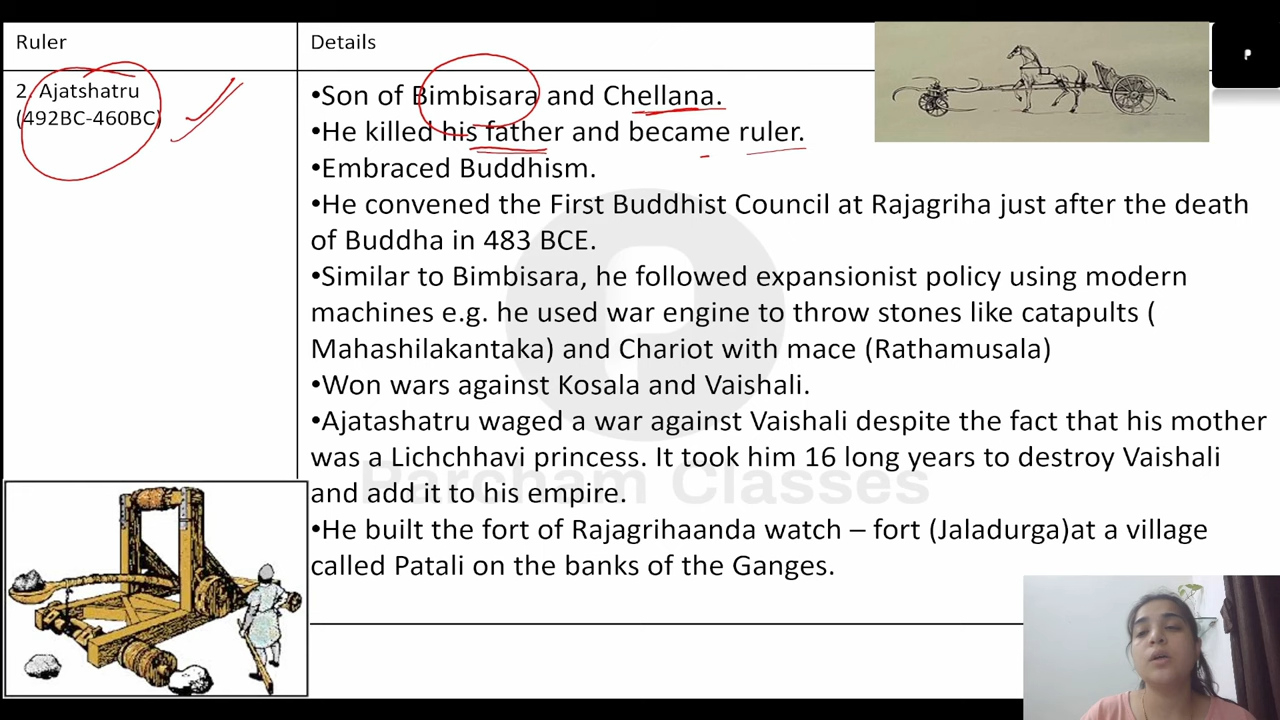 Ruler
Details
2. Ajatshatru
(492BC-460BC)
•Son of Bimbisara and Chellana.
•He killed his father and became ruler.
•Embraced Buddhism.
•He convened the First Buddhist Council at Rajagriha just after the death
of Buddha in 483 BCE.
•Similar to Bimbisara, he followed expansionist policy using modern
machines e.g. he used war engine to throw stones like catapults (
Mahashilakantaka) and Chariot with mace (Rathamusala)
•Won wars against Kosala and Vaishali.
•Ajatashatru waged a war against Vaishali despite the fact that his mother
was a Lichchhavi princess. It took him 16 long years to destroy Vaishali
and add it to his empire.
•He built the fort of Rajagrihaanda watch – fort (Jaladurga)at a village
called Patali on the banks of the Ganges.
Parcham Classes
P